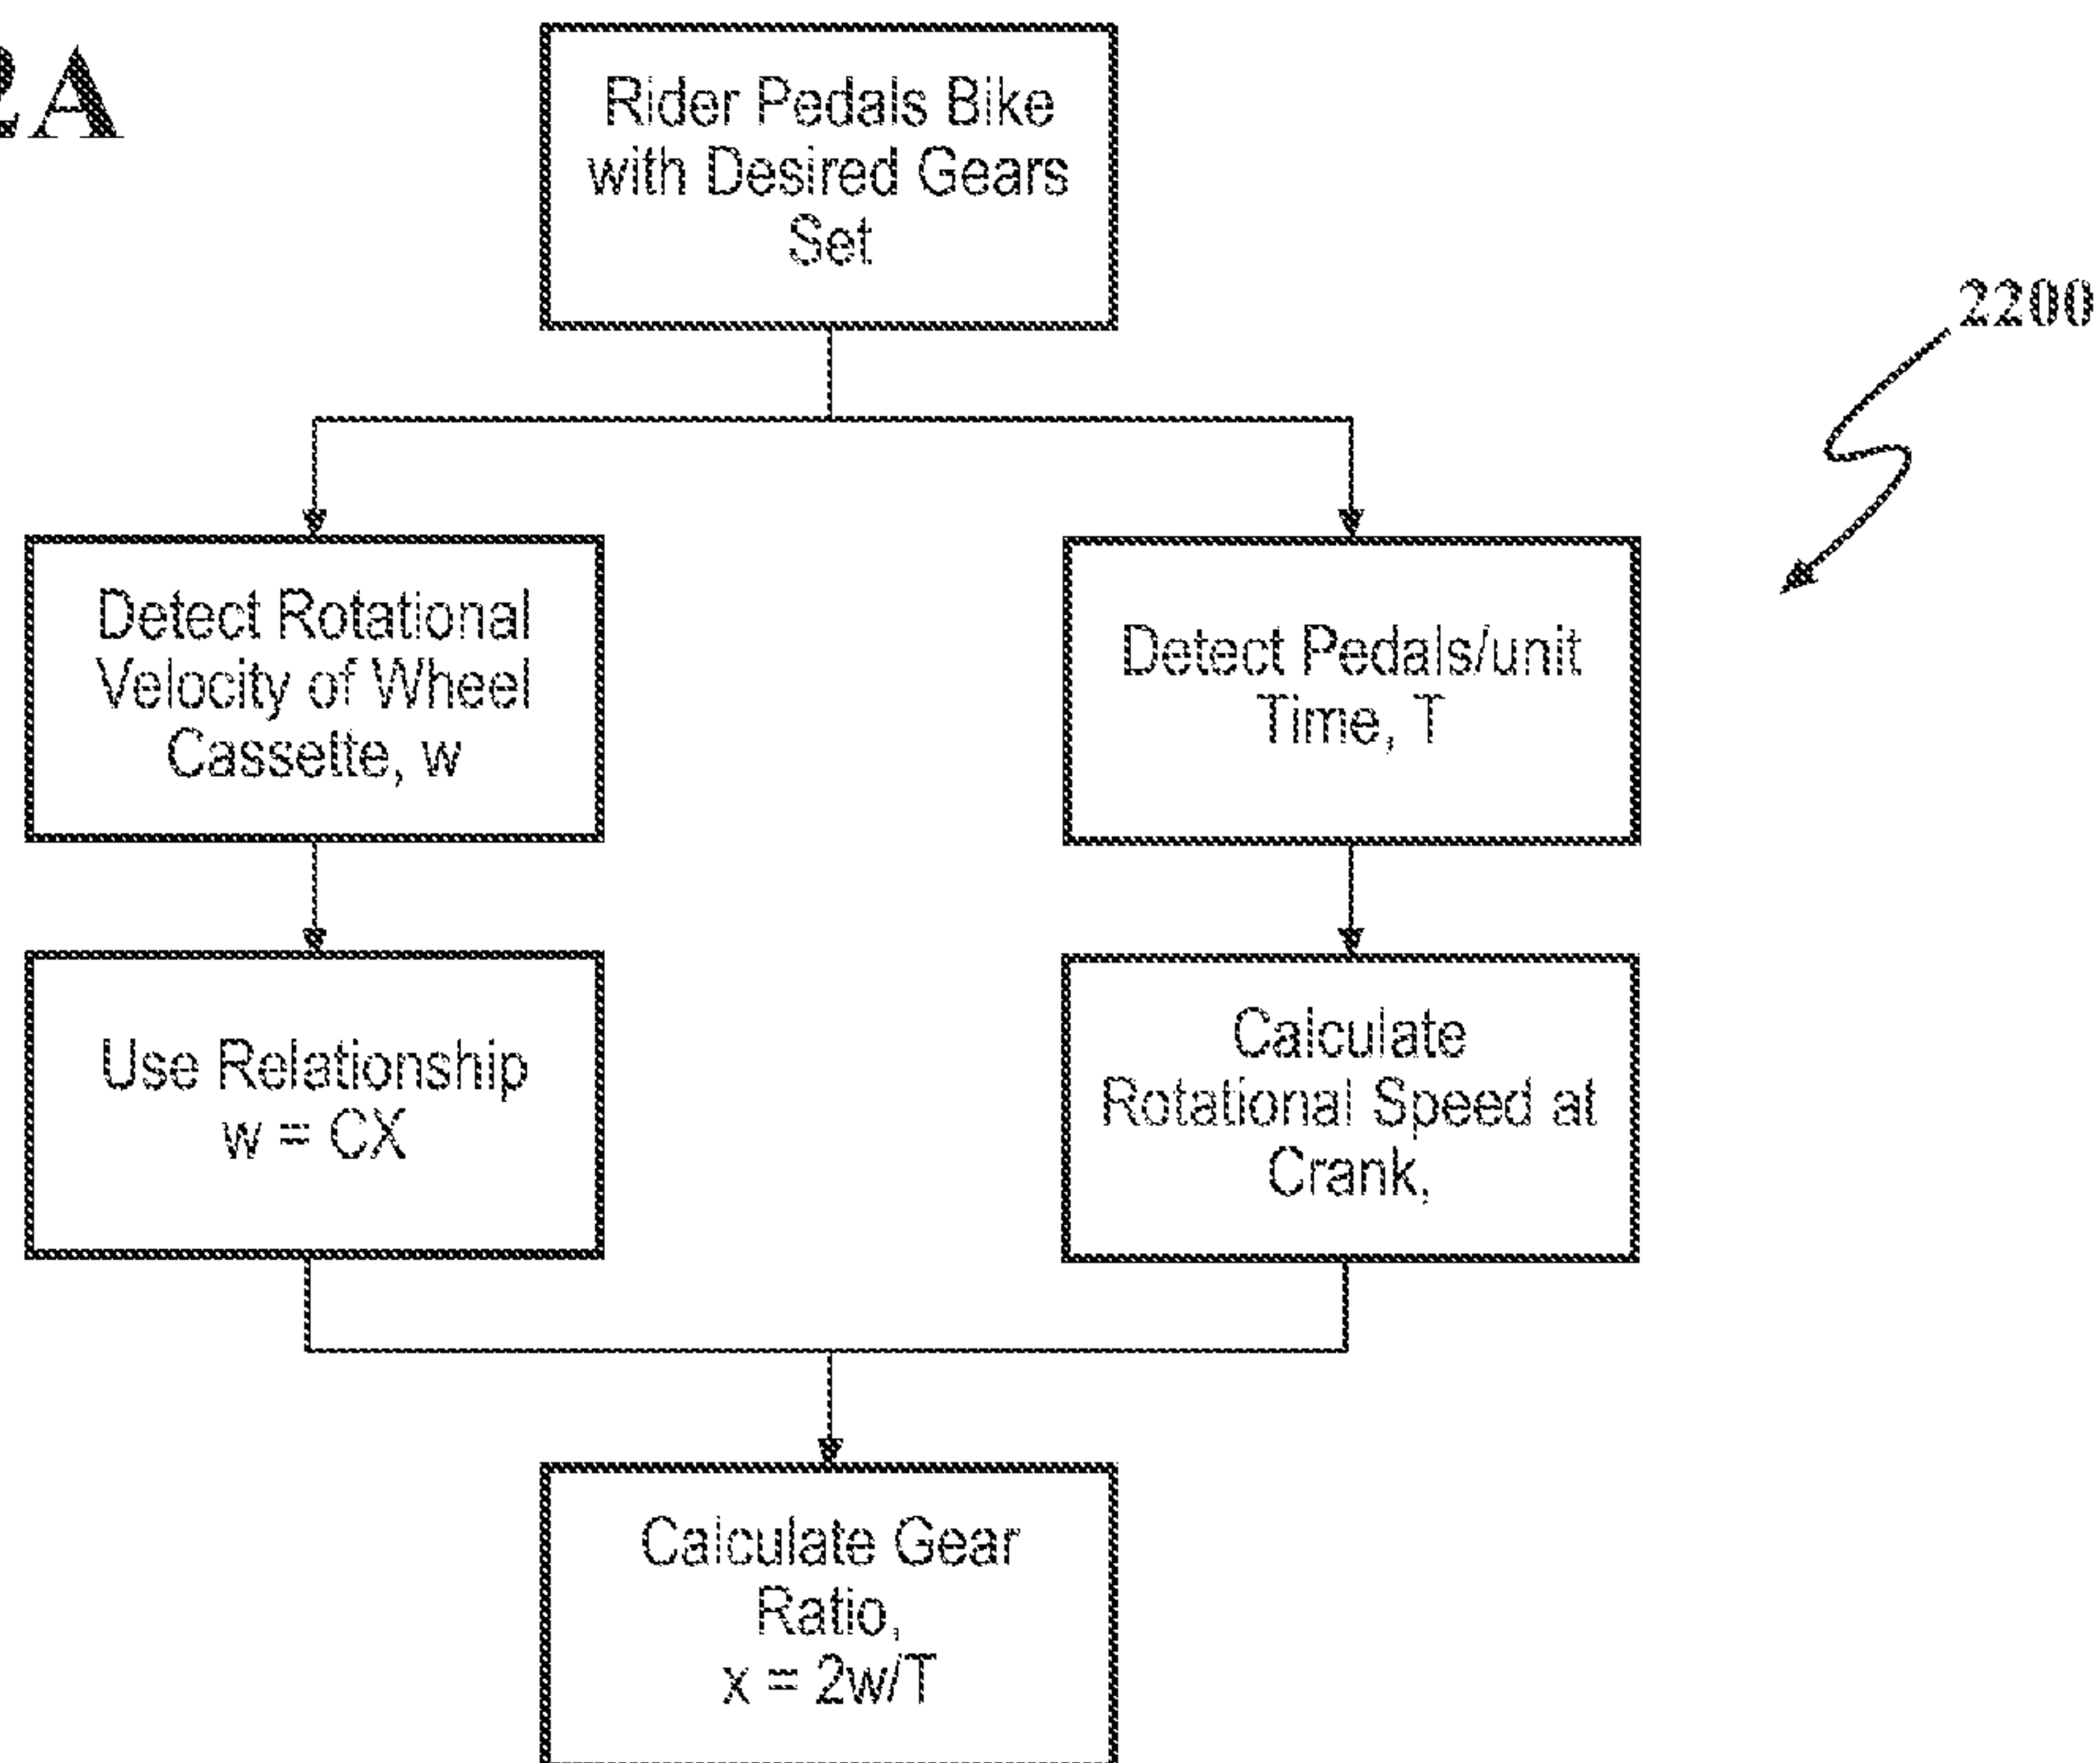 2A
Rider Pedals Bike
with Desired Gears
Set
2200
Detect Rotational
Velocity of Wheel
Cassette, w
Detect Pedals/unit
Time, T
Use Relationship
w = CX
Calculate
Rotational Speed at
Crank,
Calculate Gear
Ratio,
x = 2w/T